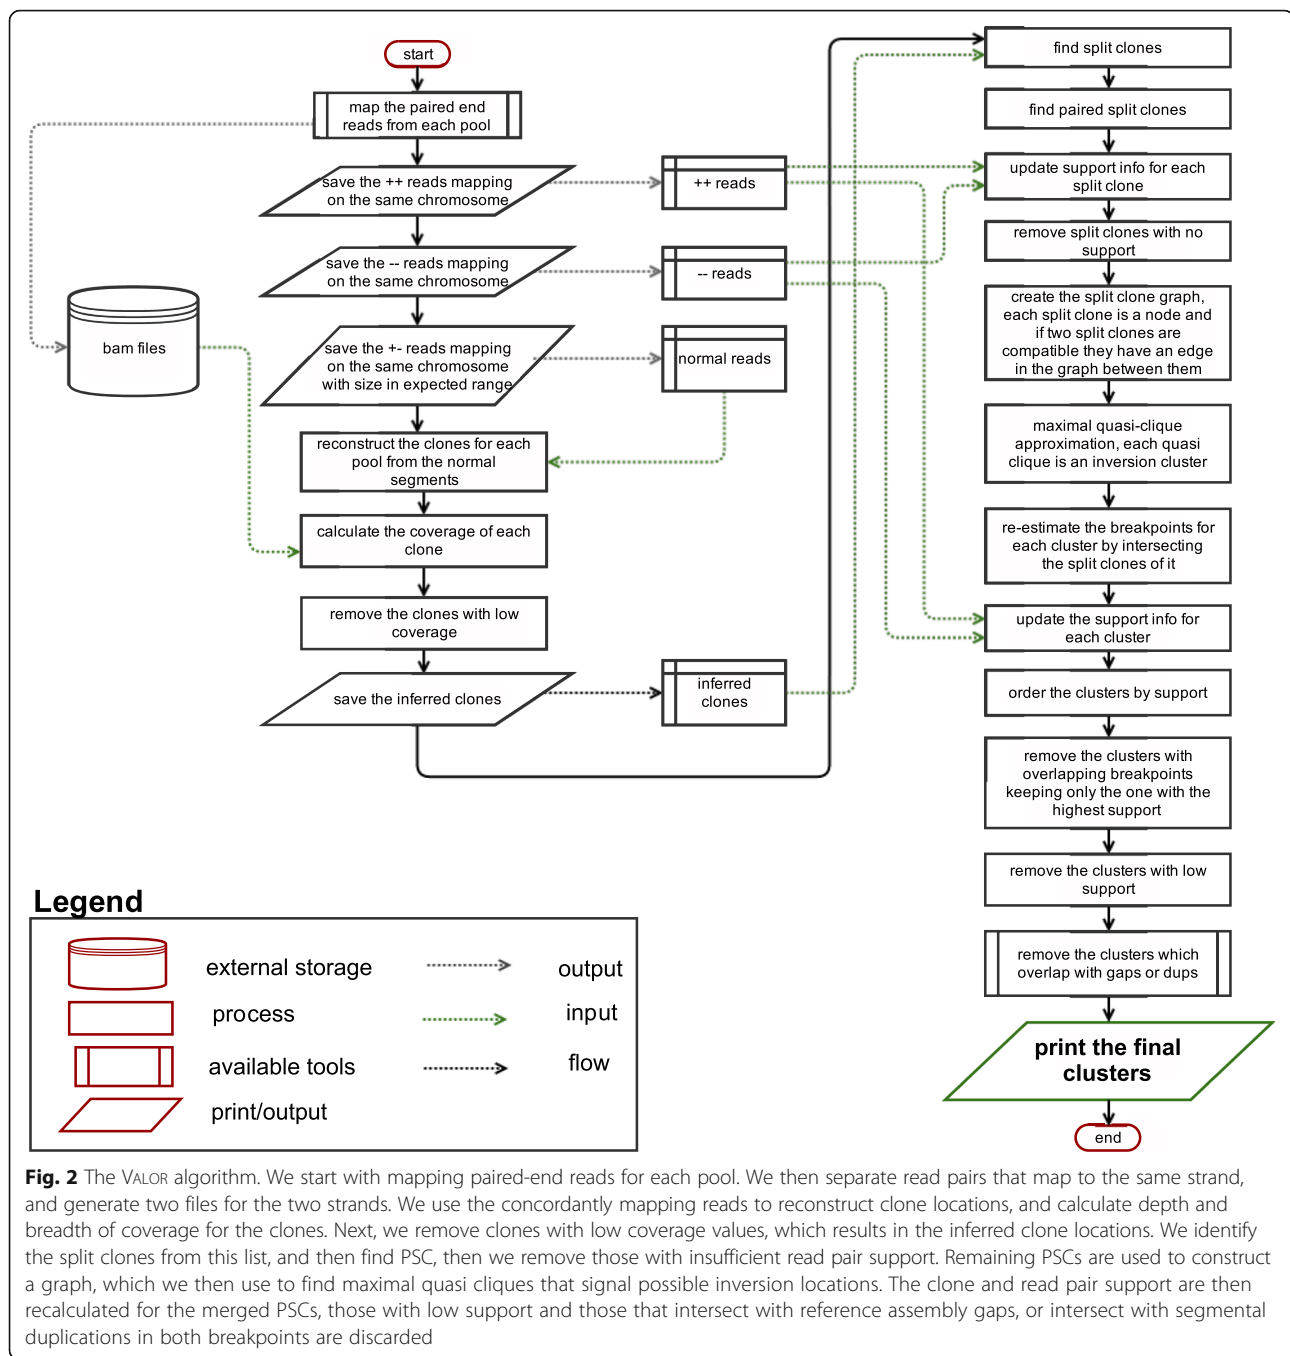 start
map the paired end
reads from each pool
save the ++ reads mapping
on the same chromosome
++ reads
save the -- reads mapping
on the same chromosome
-- reads
bam files
save the +- reads mapping
on the same chromosome
with size in expected range
normal reads
reconstruct the clones for each
pool from the normal
segments
calculate the coverage of each
clone
remove the clones with low
coverage
save the inferred clones
inferred
clones
find split clones
find paired split clones
update support info for each
split clone
remove split clones with no
support
create the split clone graph,
each split clone is a node and
if two split clones are
compatible they have an edge
in the graph between them
maximal quasi-clique
approximation, each quasi
clique is an inversion cluster
re-estimate the breakpoints for
each cluster by intersecting
the split clones of it
update the support info for
each cluster
order the clusters by support
remove the clusters with
overlapping breakpoints
keeping only the one with the
highest support
remove the clusters with low
support
remove the clusters which
overlap with gaps or dups
print the final
clusters
end
Legend
external storage
output
process
input
available tools
flow
print/output
Fig. 2 The VALOR algorithm. We start with mapping paired-end reads for each pool. We then separate read pairs that map to the same strand,
and generate two files for the two strands. We use the concordantly mapping reads to reconstruct clone locations, and calculate depth and
breadth of coverage for the clones. Next, we remove clones with low coverage values, which results in the inferred clone locations. We identify
the split clones from this list, and then find PSC, then we remove those with insufficient read pair support. Remaining PSCs are used to construct
a graph, which we then use to find maximal quasi cliques that signal possible inversion locations. The clone and read pair support are then
recalculated for the merged PSCs, those with low support and those that intersect with reference assembly gaps, or intersect with segmental
duplications in both breakpoints are discarded